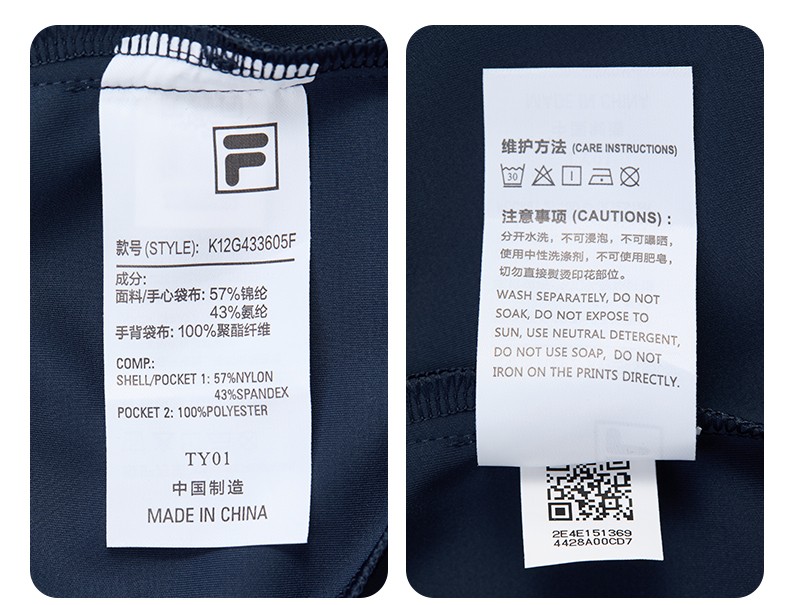 F
款号(STYLE): K12G433605F
成分:
面料/手心袋布: 57%锦纶
43%氨纶
手背袋布: 100%聚酯纤维
COMP.:
SHELL/POCKET 1: 57%NYLON
43%SPANDEX
POCKET 2: 100%POLYESTER
TY01
中国制造
MADE IN CHINA
维护方法 (CARE INSTRUCTIONS)
30
注意事项 (CAUTIONS) :
分开水洗，不可浸泡，不可曝晒，
使用中性洗涤剂，不可使用肥皂，
切勿直接熨烫印花部位。
WASH SEPARATELY, DO NOT
SOAK, DO NOT EXPOSE TO
SUN, USE NEUTRAL DETERGENT,
DO NOT USE SOAP, DO NOT
IRON ON THE PRINTS DIRECTLY.
2E4E151369
4428A00CD7